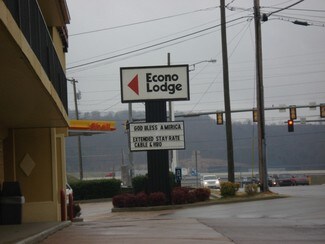 Econo
Lodge
GOD BLESS AMERICA
EXTENDED STAY RATE
CABLE & HBO